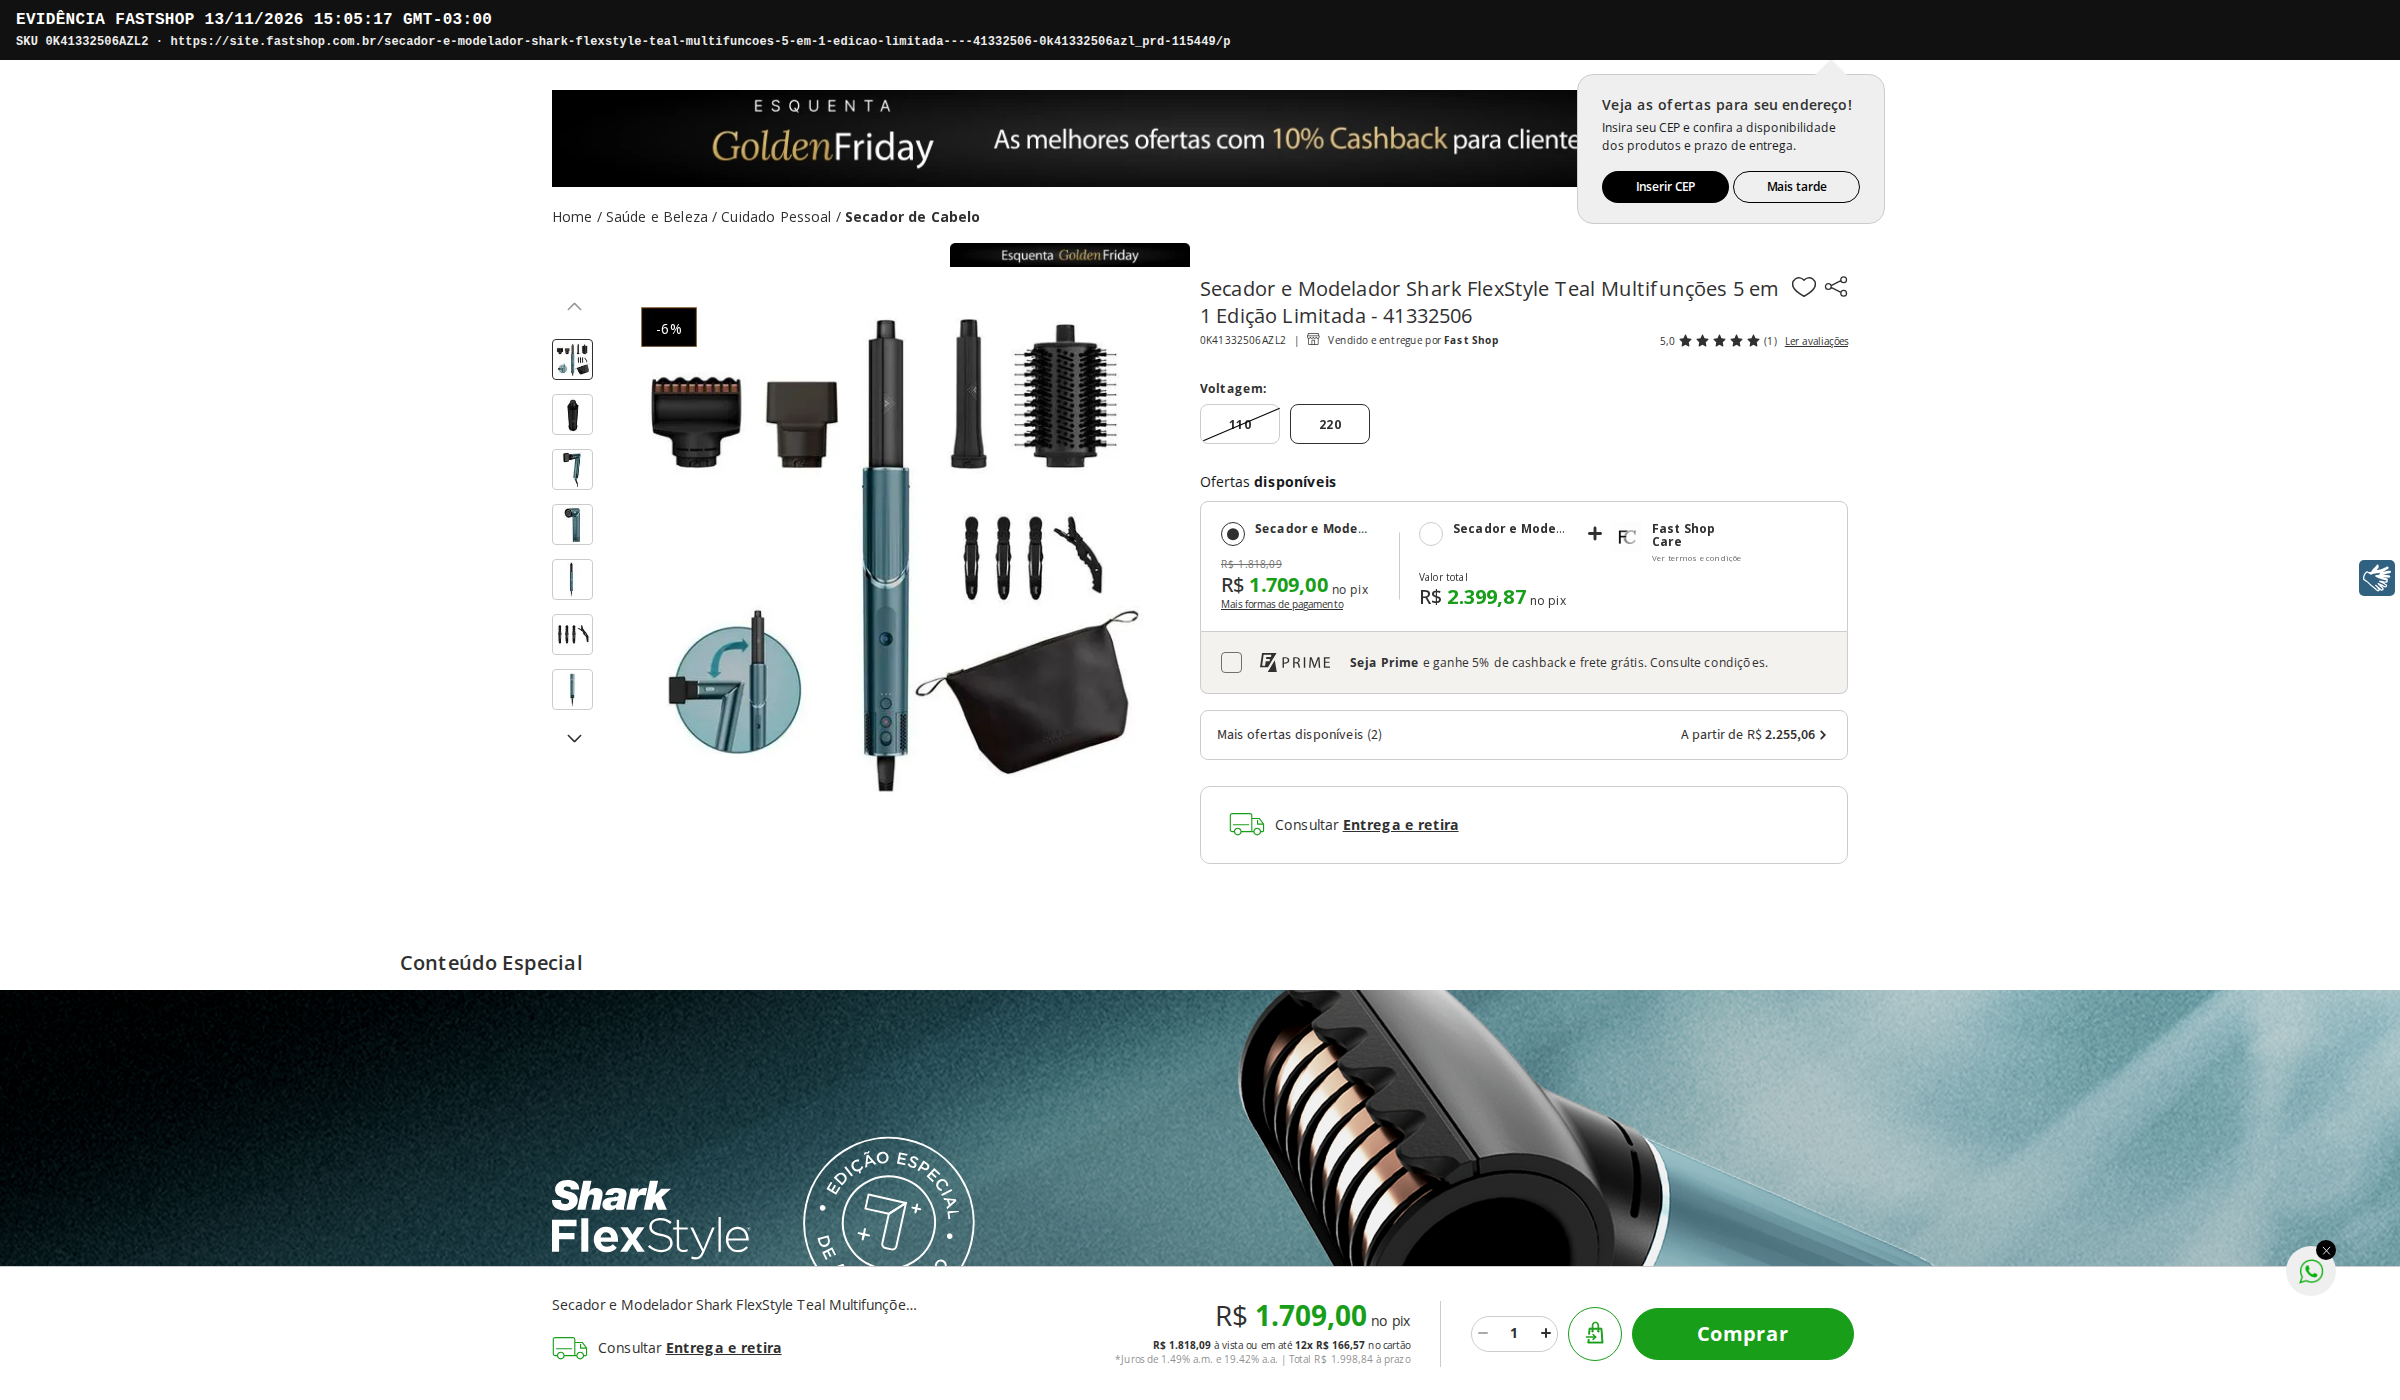 EVIDÊNCIA FASTSHOP 13/11/2026 15:05:17 GMT-03:00
SKU 0K41332506AZL2 · https://site.fastshop.com.br/secador-e-modelador-shark-flexstyle-teal-multifuncoes-5-em-1-edicao-limitada----41332506-0k41332506azl_prd-115449/p
ESQUENTA
GoldenFriday
As melhores ofertas com 10% Cashback para cliente
Veja as ofertas para seu endereço!
Insira seu CEP e confira a disponibilidade
dos produtos e prazo de entrega.
Inserir CEP
Mais tarde
Home / Saúde e Beleza / Cuidado Pessoal / Secador de Cabelo
Esquenta GoldenFriday
-6%
Secador e Modelador Shark FlexStyle Teal Multifunções 5 em
1 Edição Limitada - 41332506
0K41332506AZL2 | Vendido e entregue por Fast Shop
5,0 (1) Ler avaliações
Voltagem:
110
220
Ofertas disponíveis
Secador e Mode...
R$ 1.818,09
R$ 1.709,00 no pix
Mais formas de pagamento
Secador e Mode...
+
FC
Fast Shop
Care
Ver termos e condiçõe
Valor total
R$ 2.399,87 no pix
PRIME
Seja Prime e ganhe 5% de cashback e frete grátis. Consulte condições.
Mais ofertas disponíveis (2)
A partir de R$ 2.255,06
Consultar Entrega e retira
Conteúdo Especial
Shark
FlexStyle
• EDIÇÃO ESPECIAL •
DE
Secador e Modelador Shark FlexStyle Teal Multifunçõe...
Consultar Entrega e retira
R$ 1.709,00 no pix
R$ 1.818,09 à vista ou em até 12x R$ 166,57 no cartão
*Juros de 1.49% a.m. e 19.42% a.a. | Total R$ 1.998,84 à prazo
− 1 +
Comprar